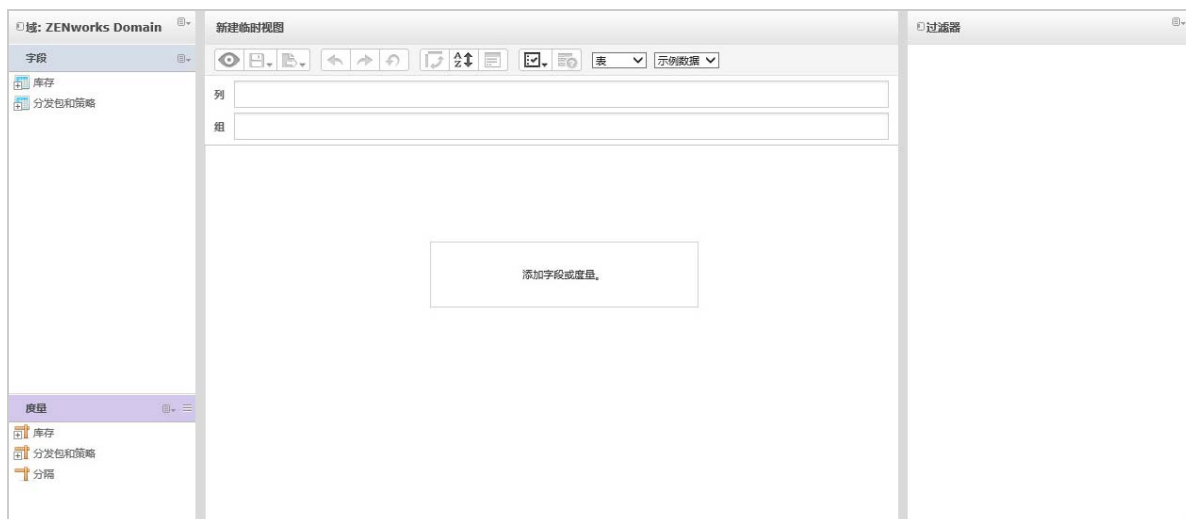 域: ZENworks Domain
字段
库存
分发包和策略
度量
库存
分发包和策略
分隔
新建临时视图
表
示例数据
列
组
添加字段或度量。
过滤器